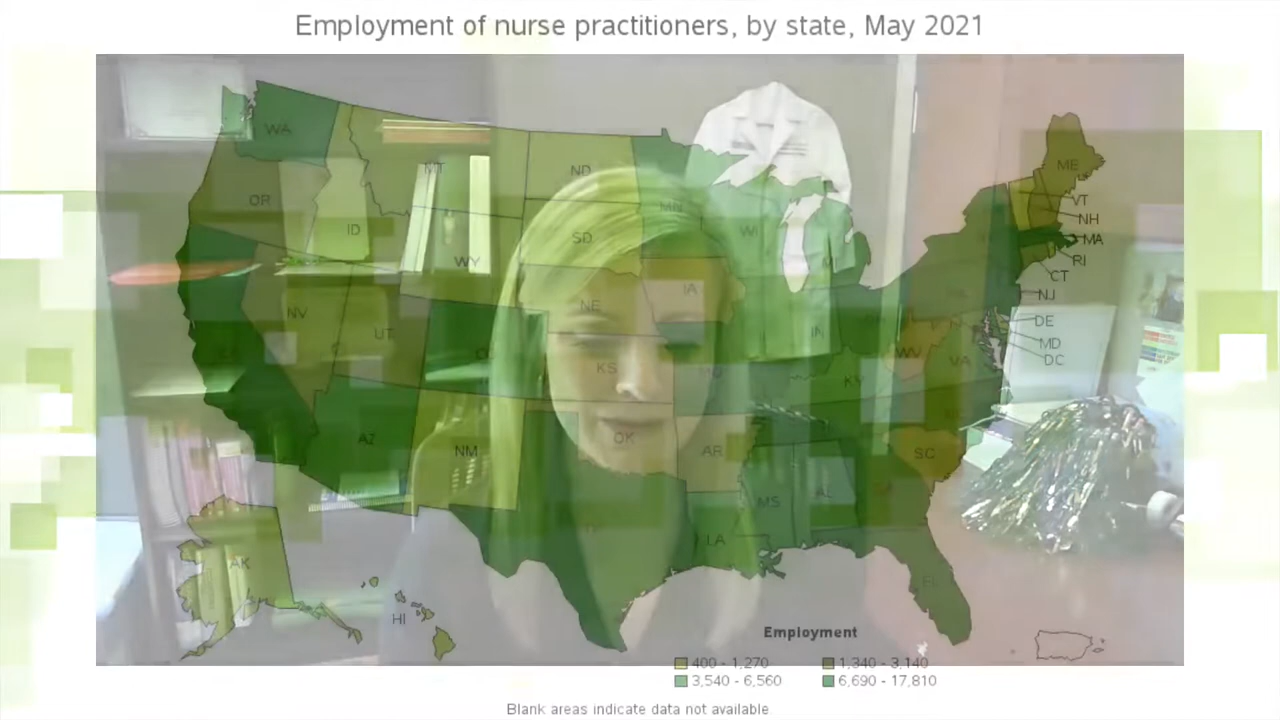 Employment of nurse practitioners, by state, May 2021
WA
ME
MT
ND
OR
MN
VT
ID
SD
WI
NH
WY
MI
MA
RI
NE
IA
CT
NV
NJ
UT
IN
DE
KS
WV
VA
MD
DC
KY
AZ
NM
OK
AR
SC
MS
AL
LA
AK
FL
HI
Employment
400 - 1,270
1,340 - 3,140
3,540 - 6,560
6,690 - 17,810
Blank areas indicate data not available.